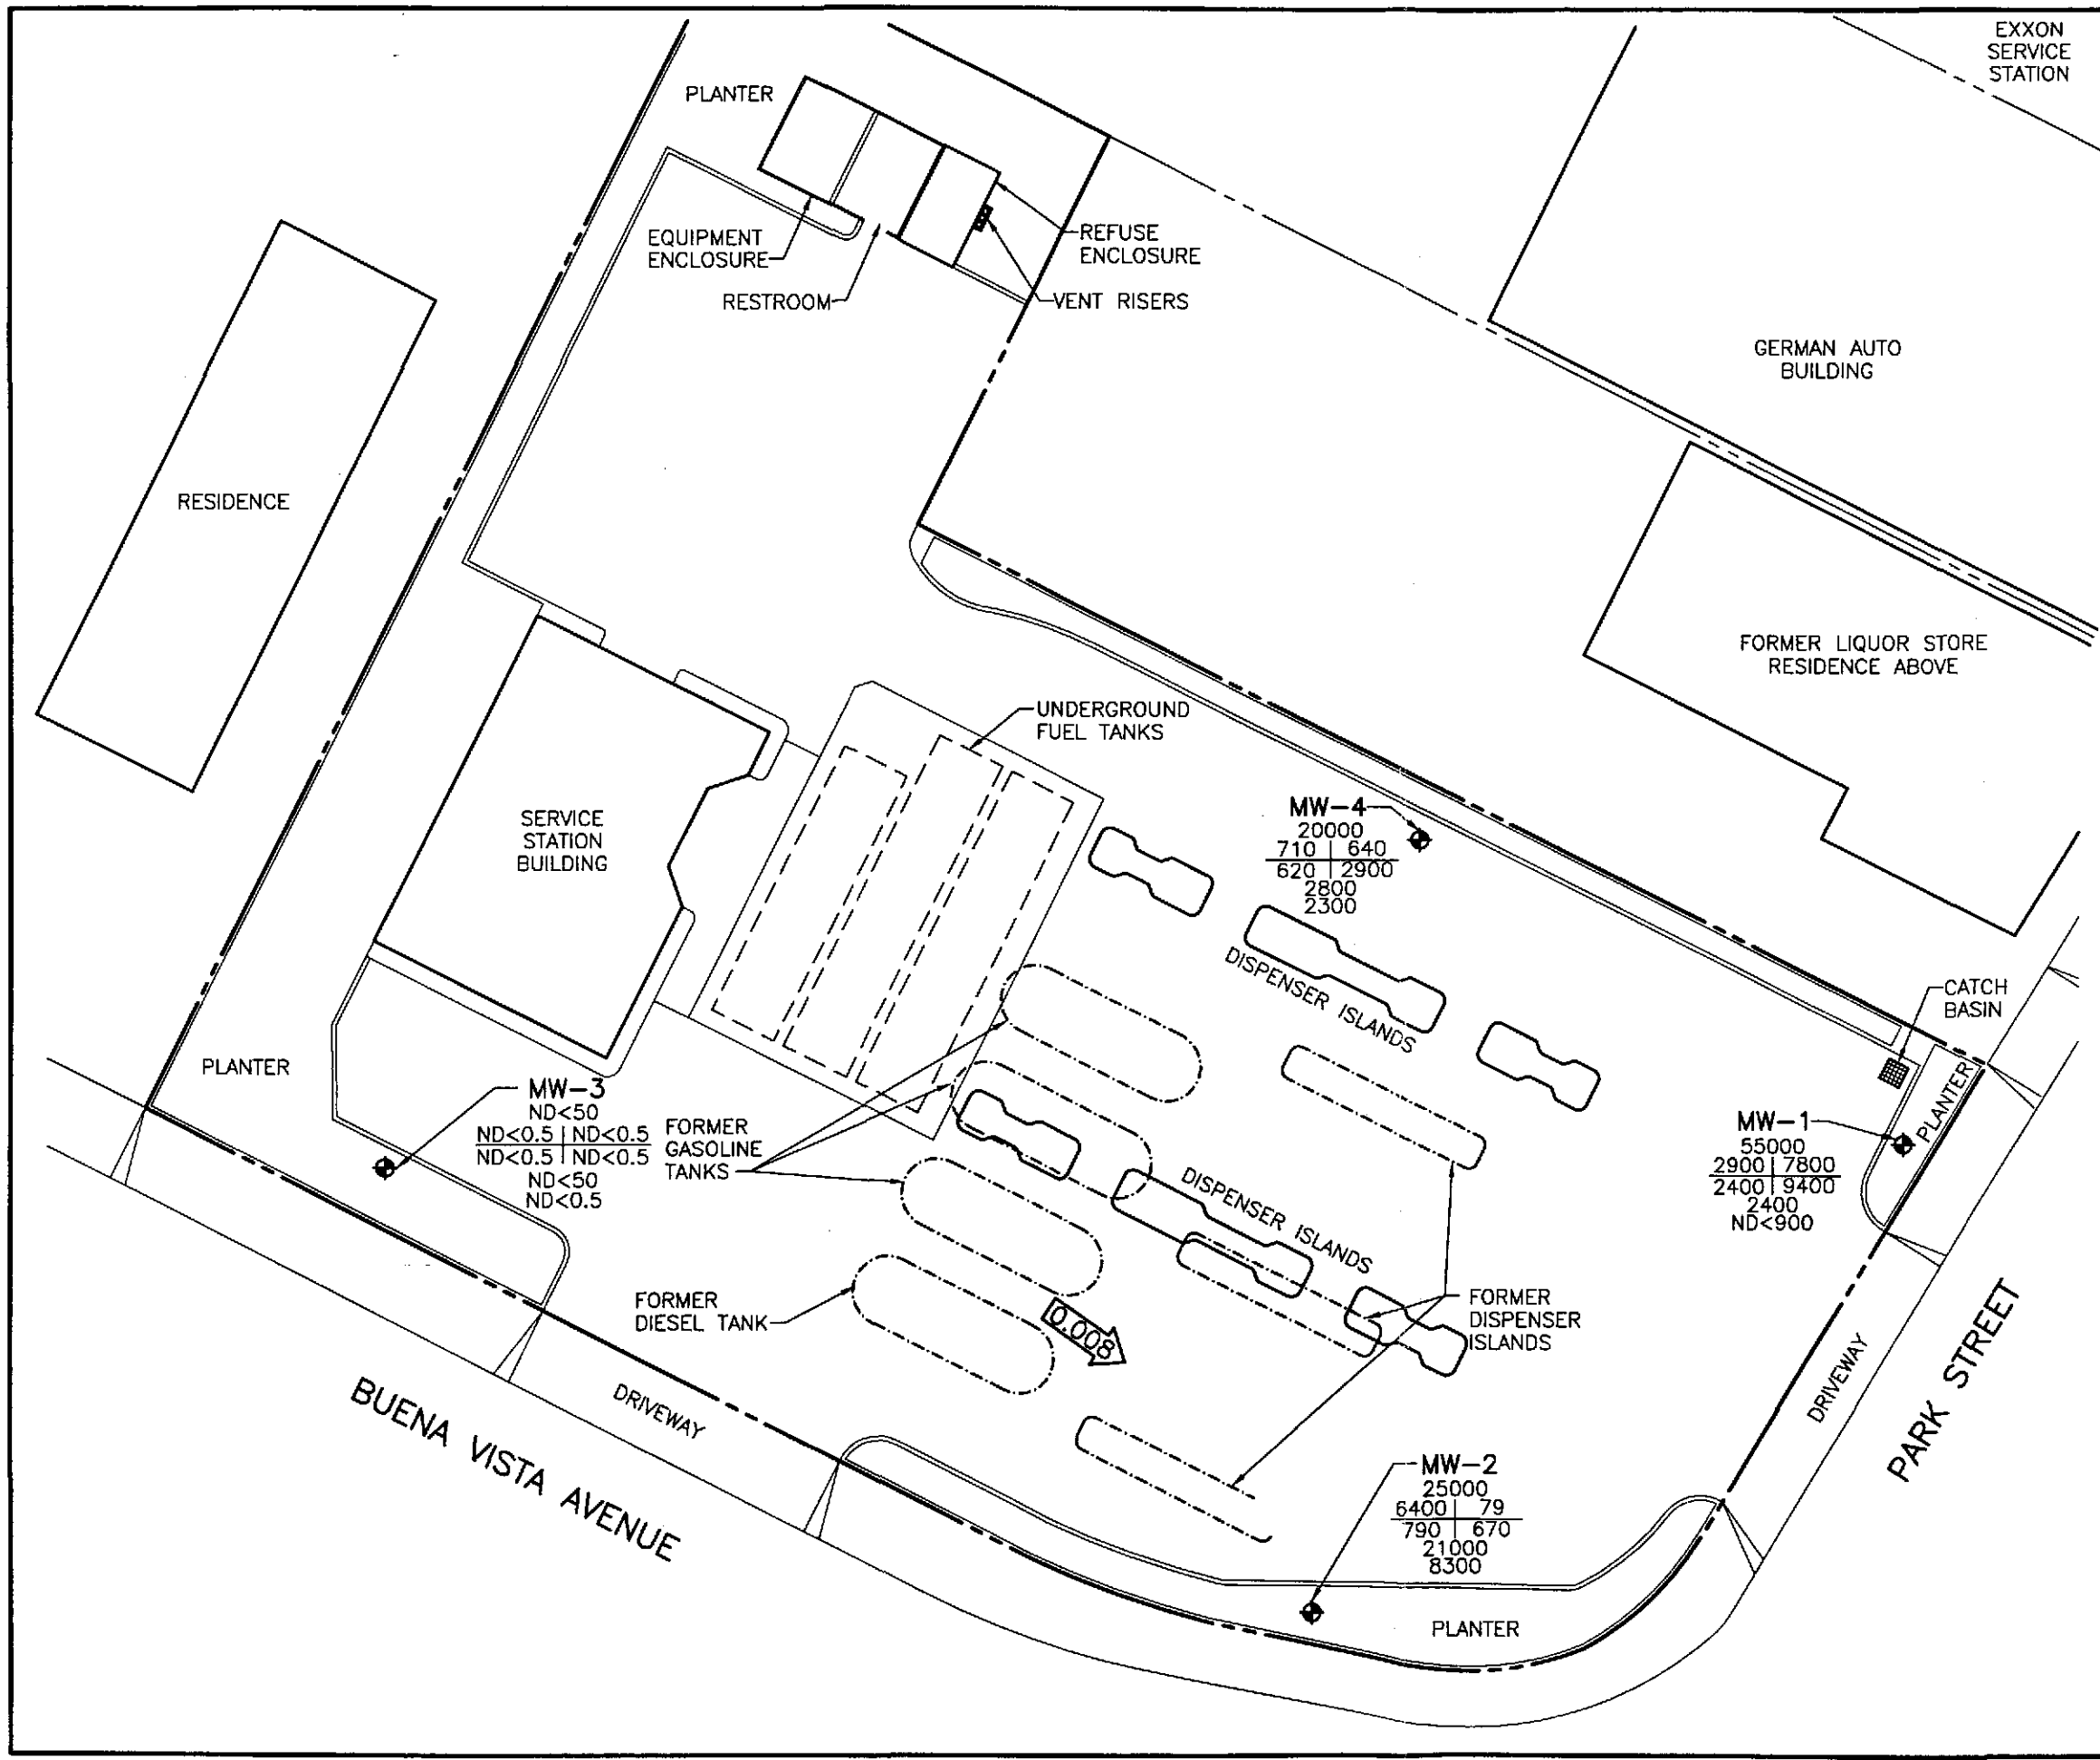 EXXON
SERVICE
STATION
PLANTER
EQUIPMENT
ENCLOSURE
RESTROOM
REFUSE
ENCLOSURE
VENT RISERS
GERMAN AUTO
BUILDING
RESIDENCE
FORMER LIQUOR STORE
RESIDENCE ABOVE
UNDERGROUND
FUEL TANKS
SERVICE
STATION
BUILDING
MW-4
20000
710 | 640
620 | 2900
2800
2300
DISPENSER ISLANDS
CATCH
BASIN
PLANTER
PLANTER
MW-3
ND<50
ND<0.5 | ND<0.5
ND<0.5 | ND<0.5
ND<50
ND<0.5
FORMER
GASOLINE
TANKS
MW-1
55000
2900 | 7800
2400 | 9400
2400
ND<900
DISPENSER ISLANDS
FORMER
DIESEL TANK
0.008
FORMER
DISPENSER
ISLANDS
DRIVEWAY
PARK STREET
DRIVEWAY
BUENA VISTA AVENUE
MW-2
25000
6400 | 79
790 | 670
21000
8300
PLANTER